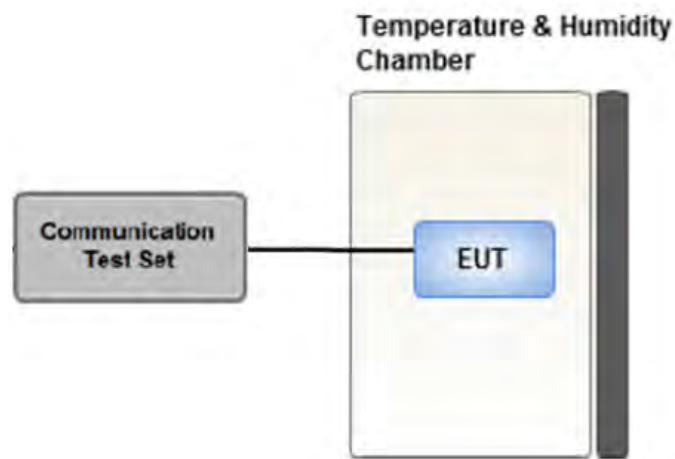 Temperature & Humidity
Chamber
Communication
Test Set
EUT